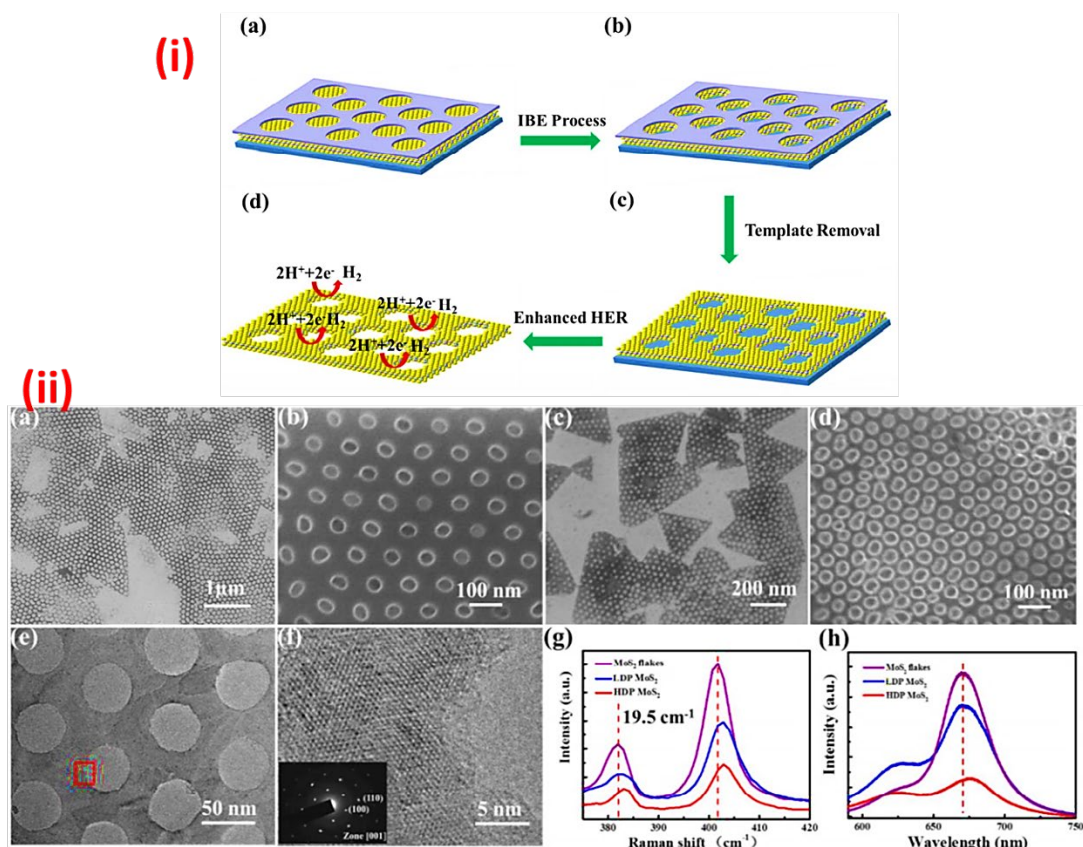 (i)
(a)
(b)
IBE Process
(d)
(c)
Template Removal
2H⁺+2e⁻ H₂
2H⁺+2e⁻ H₂
2H⁺+2e⁻ H₂
2H⁺+2e⁻ H₂
Enhanced HER
(ii)
(a)
1μm
(b)
100 nm
(c)
200 nm
(d)
100 nm
(e)
50 nm
(f)
(110)
(100)
Zone [001]
5 nm
(g)
MoS₂ flakes
LDP MoS₂
HDP MoS₂
19.5 cm⁻¹
Intensity (a.u.)
380 390 400 410 420
Raman shift (cm⁻¹)
(h)
MoS₂ flakes
LDP MoS₂
HDP MoS₂
Intensity (a.u.)
600 650 700 750
Wavelength (nm)